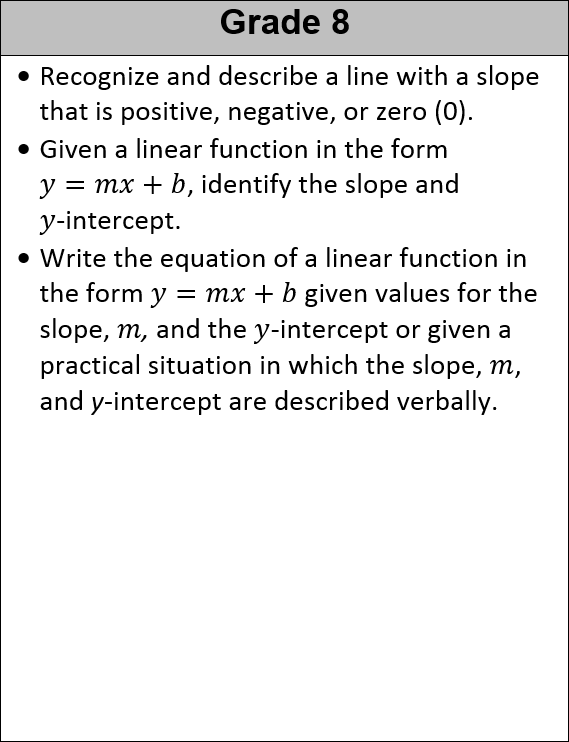 Grade 8
• Recognize and describe a line with a slope
that is positive, negative, or zero (0).
• Given a linear function in the form
y = mx + b, identify the slope and
y-intercept.
• Write the equation of a linear function in
the form y = mx + b given values for the
slope, m, and the y-intercept or given a
practical situation in which the slope, m,
and y-intercept are described verbally.